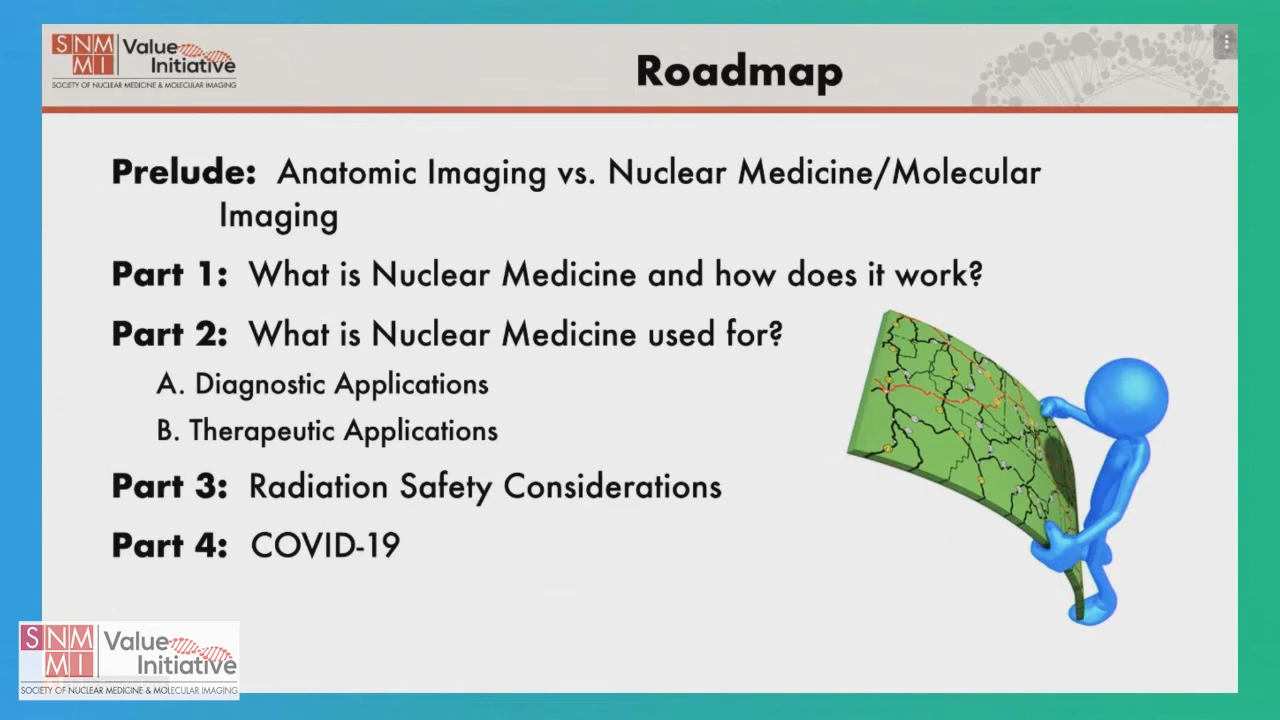 SNM
MI
Value
Initiative
SOCIETY OF NUCLEAR MEDICINE & MOLECULAR IMAGING
Roadmap
Prelude: Anatomic Imaging vs. Nuclear Medicine/Molecular
Imaging
Part 1: What is Nuclear Medicine and how does it work?
Part 2: What is Nuclear Medicine used for?
A. Diagnostic Applications
B. Therapeutic Applications
Part 3: Radiation Safety Considerations
Part 4: COVID-19
SNM
MI
Value
Initiative
SOCIETY OF NUCLEAR MEDICINE & MOLECULAR IMAGING